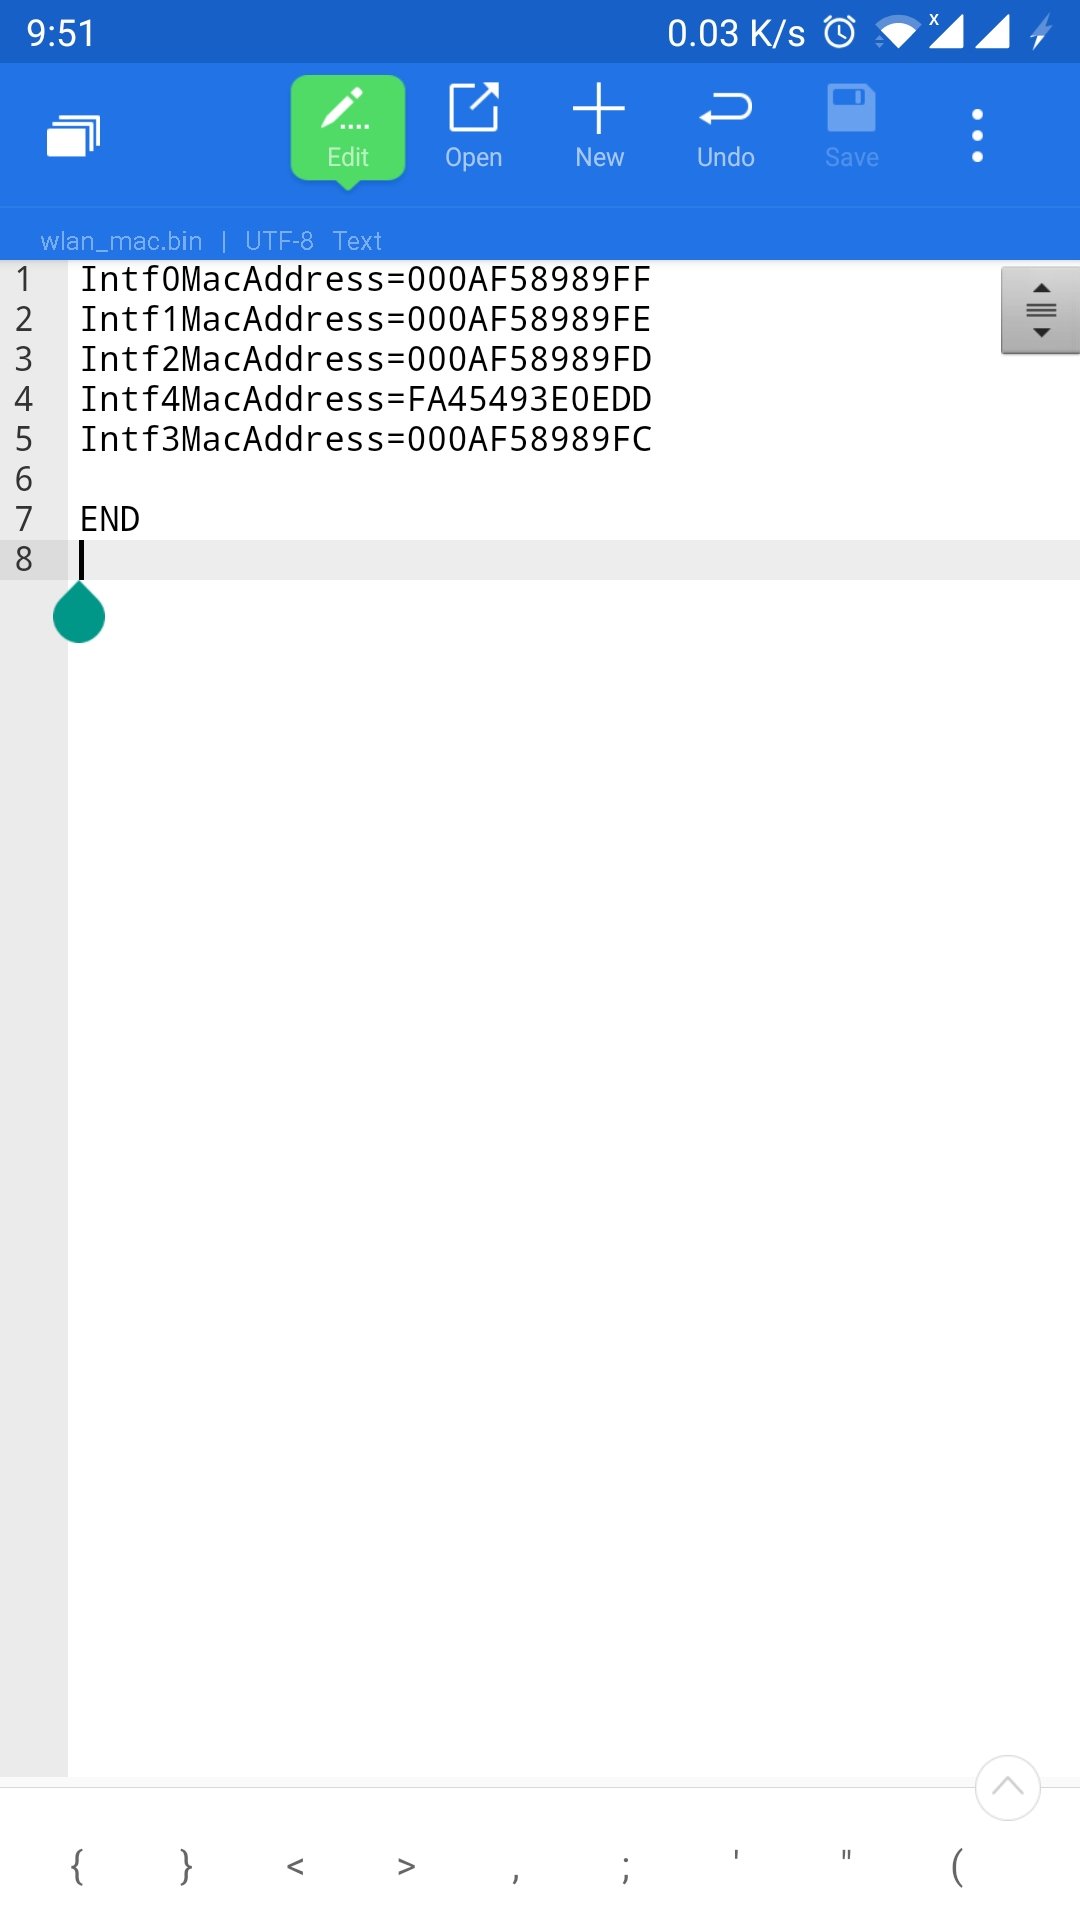 9:51
0.03 K/s
x
Edit
Open
New
Undo
Save
wlan_mac.bin | UTF-8 Text
1 Intf0MacAddress=000AF58989FF
2 Intf1MacAddress=000AF58989FE
3 Intf2MacAddress=000AF58989FD
4 Intf4MacAddress=FA45493E0EDD
5 Intf3MacAddress=000AF58989FC
6
7 END
8
{ } < > , ; ' " (